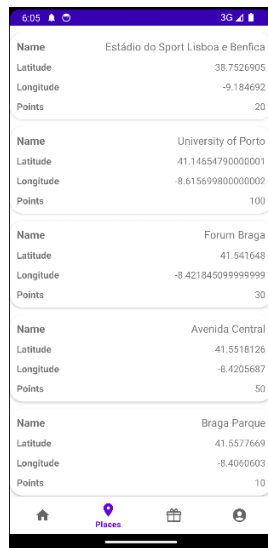 6:05 3G
Name Estádio do Sport Lisboa e Benfica
Latitude 38.7526905
Longitude -9.184692
Points 20
Name University of Porto
Latitude 41.14654790000001
Longitude -8.615699800000002
Points 100
Name Forum Braga
Latitude 41.541648
Longitude -8.421845099999999
Points 30
Name Avenida Central
Latitude 41.5518126
Longitude -8.4205687
Points 50
Name Braga Parque
Latitude 41.5577669
Longitude -8.4060603
Points 10
Places